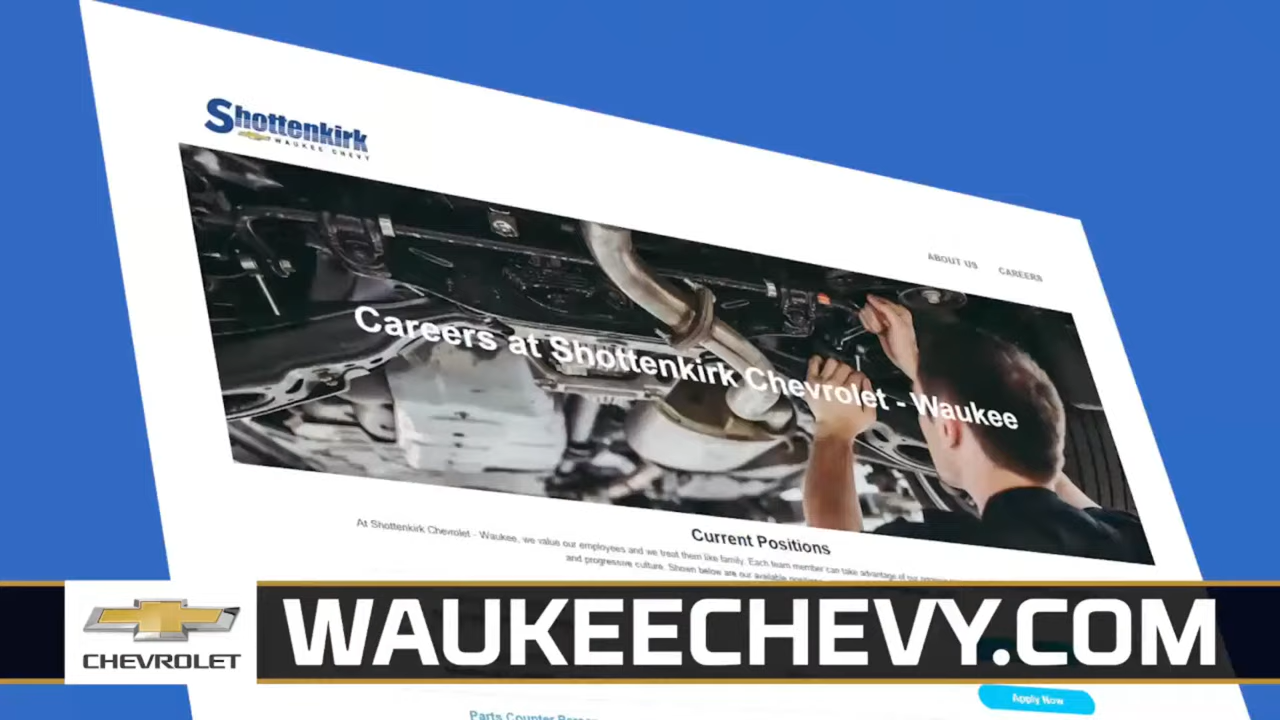 Shottenkirk
WAUKEE CHEVY
ABOUT US CAREERS
Careers at Shottenkirk Chevrolet - Waukee
Current Positions
At Shottenkirk Chevrolet - Waukee, we value our employees and we treat them like family. Each team member can take advantage of our
and progressive culture. Shown below are our available
CHEVROLET
WAUKEECHEVY.COM
Apply Now
Parts Counter